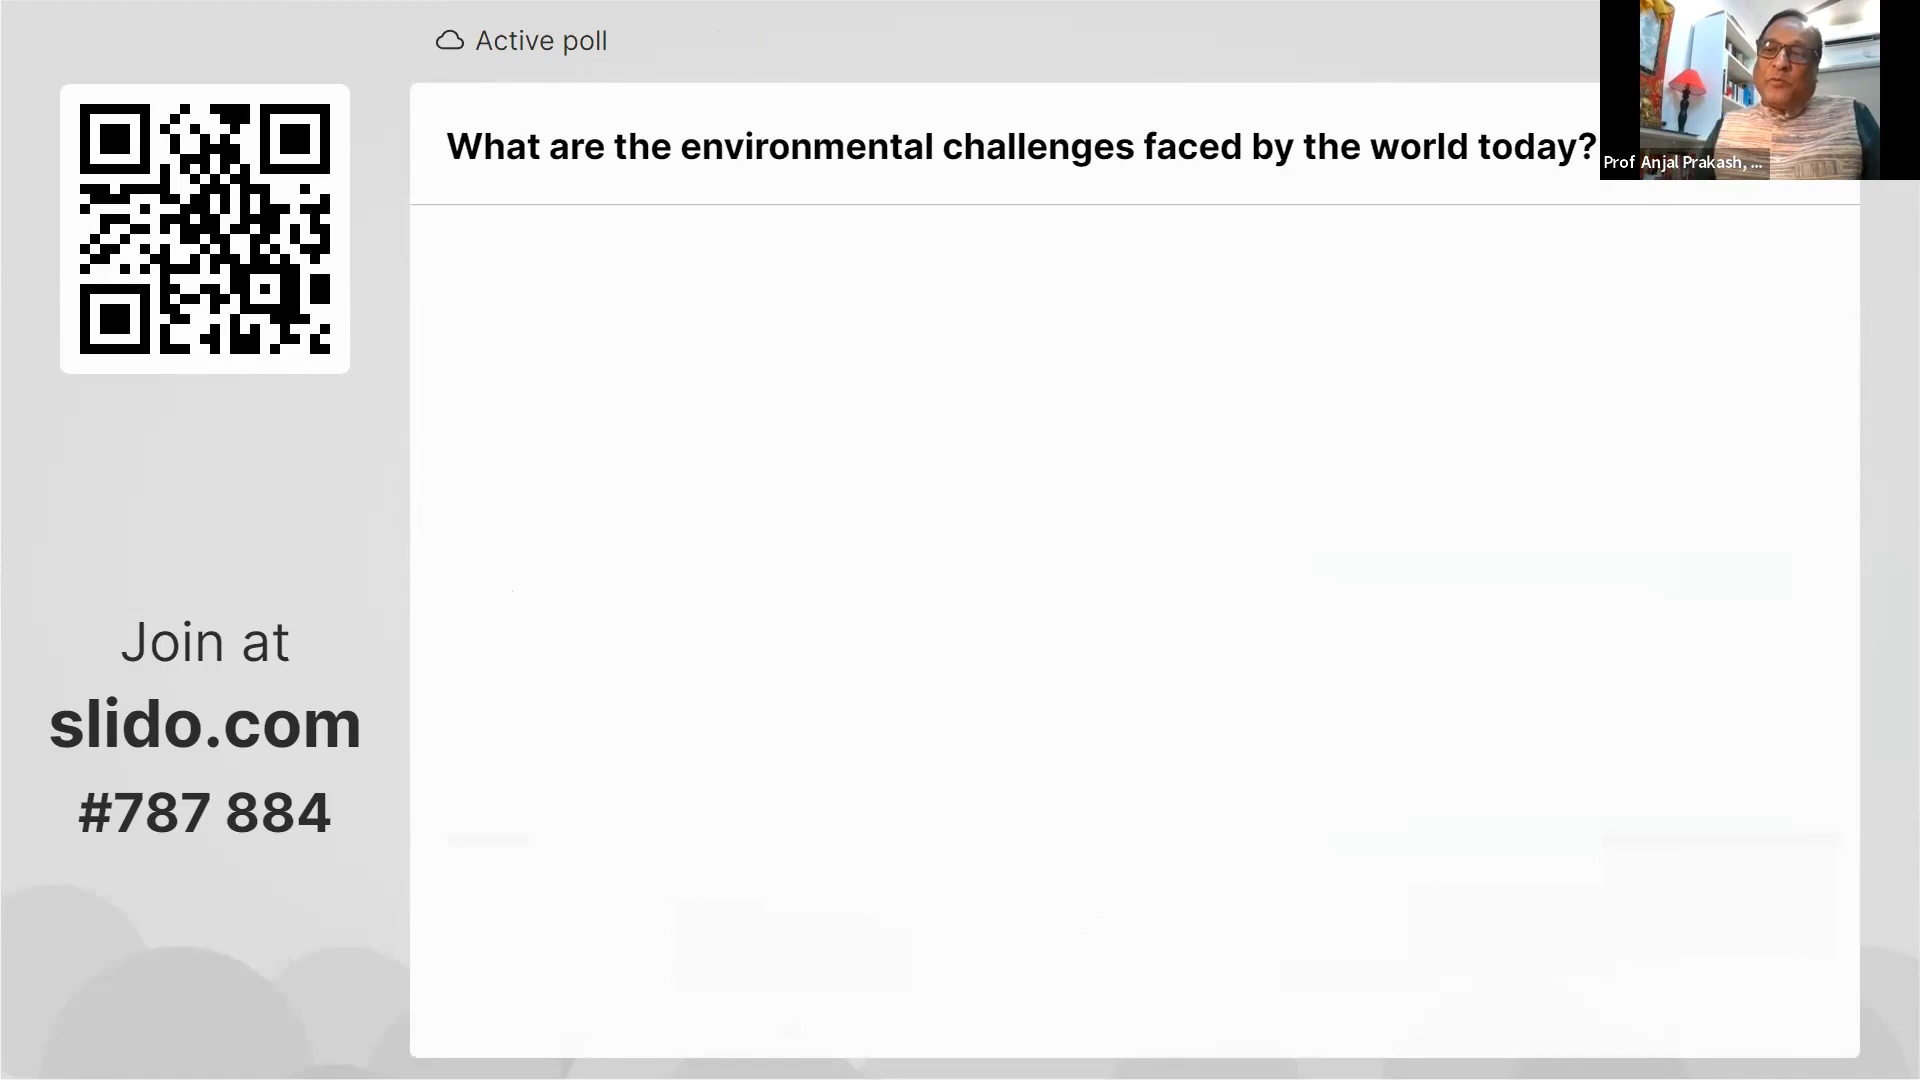 Active poll
What are the environmental challenges faced by the world today?
Prof Anjal Prakash, ...
Join at
slido.com
#787 884